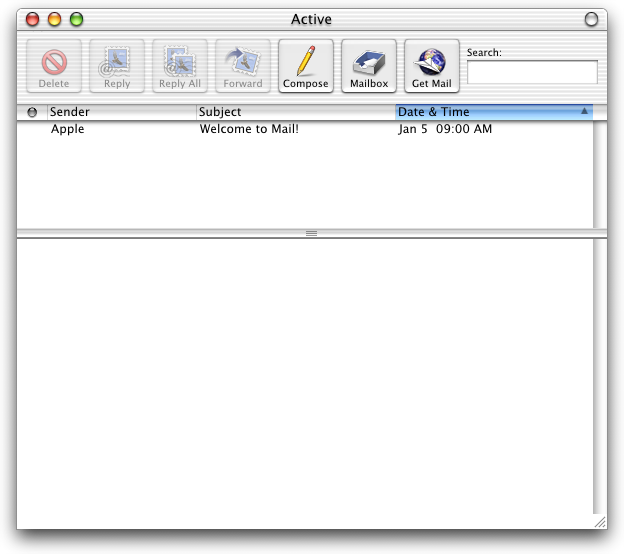 Active
Delete
Reply
Reply All
Forward
Compose
Mailbox
Get Mail
Search:
Sender Subject Date & Time
Apple Welcome to Mail! Jan 5 09:00 AM